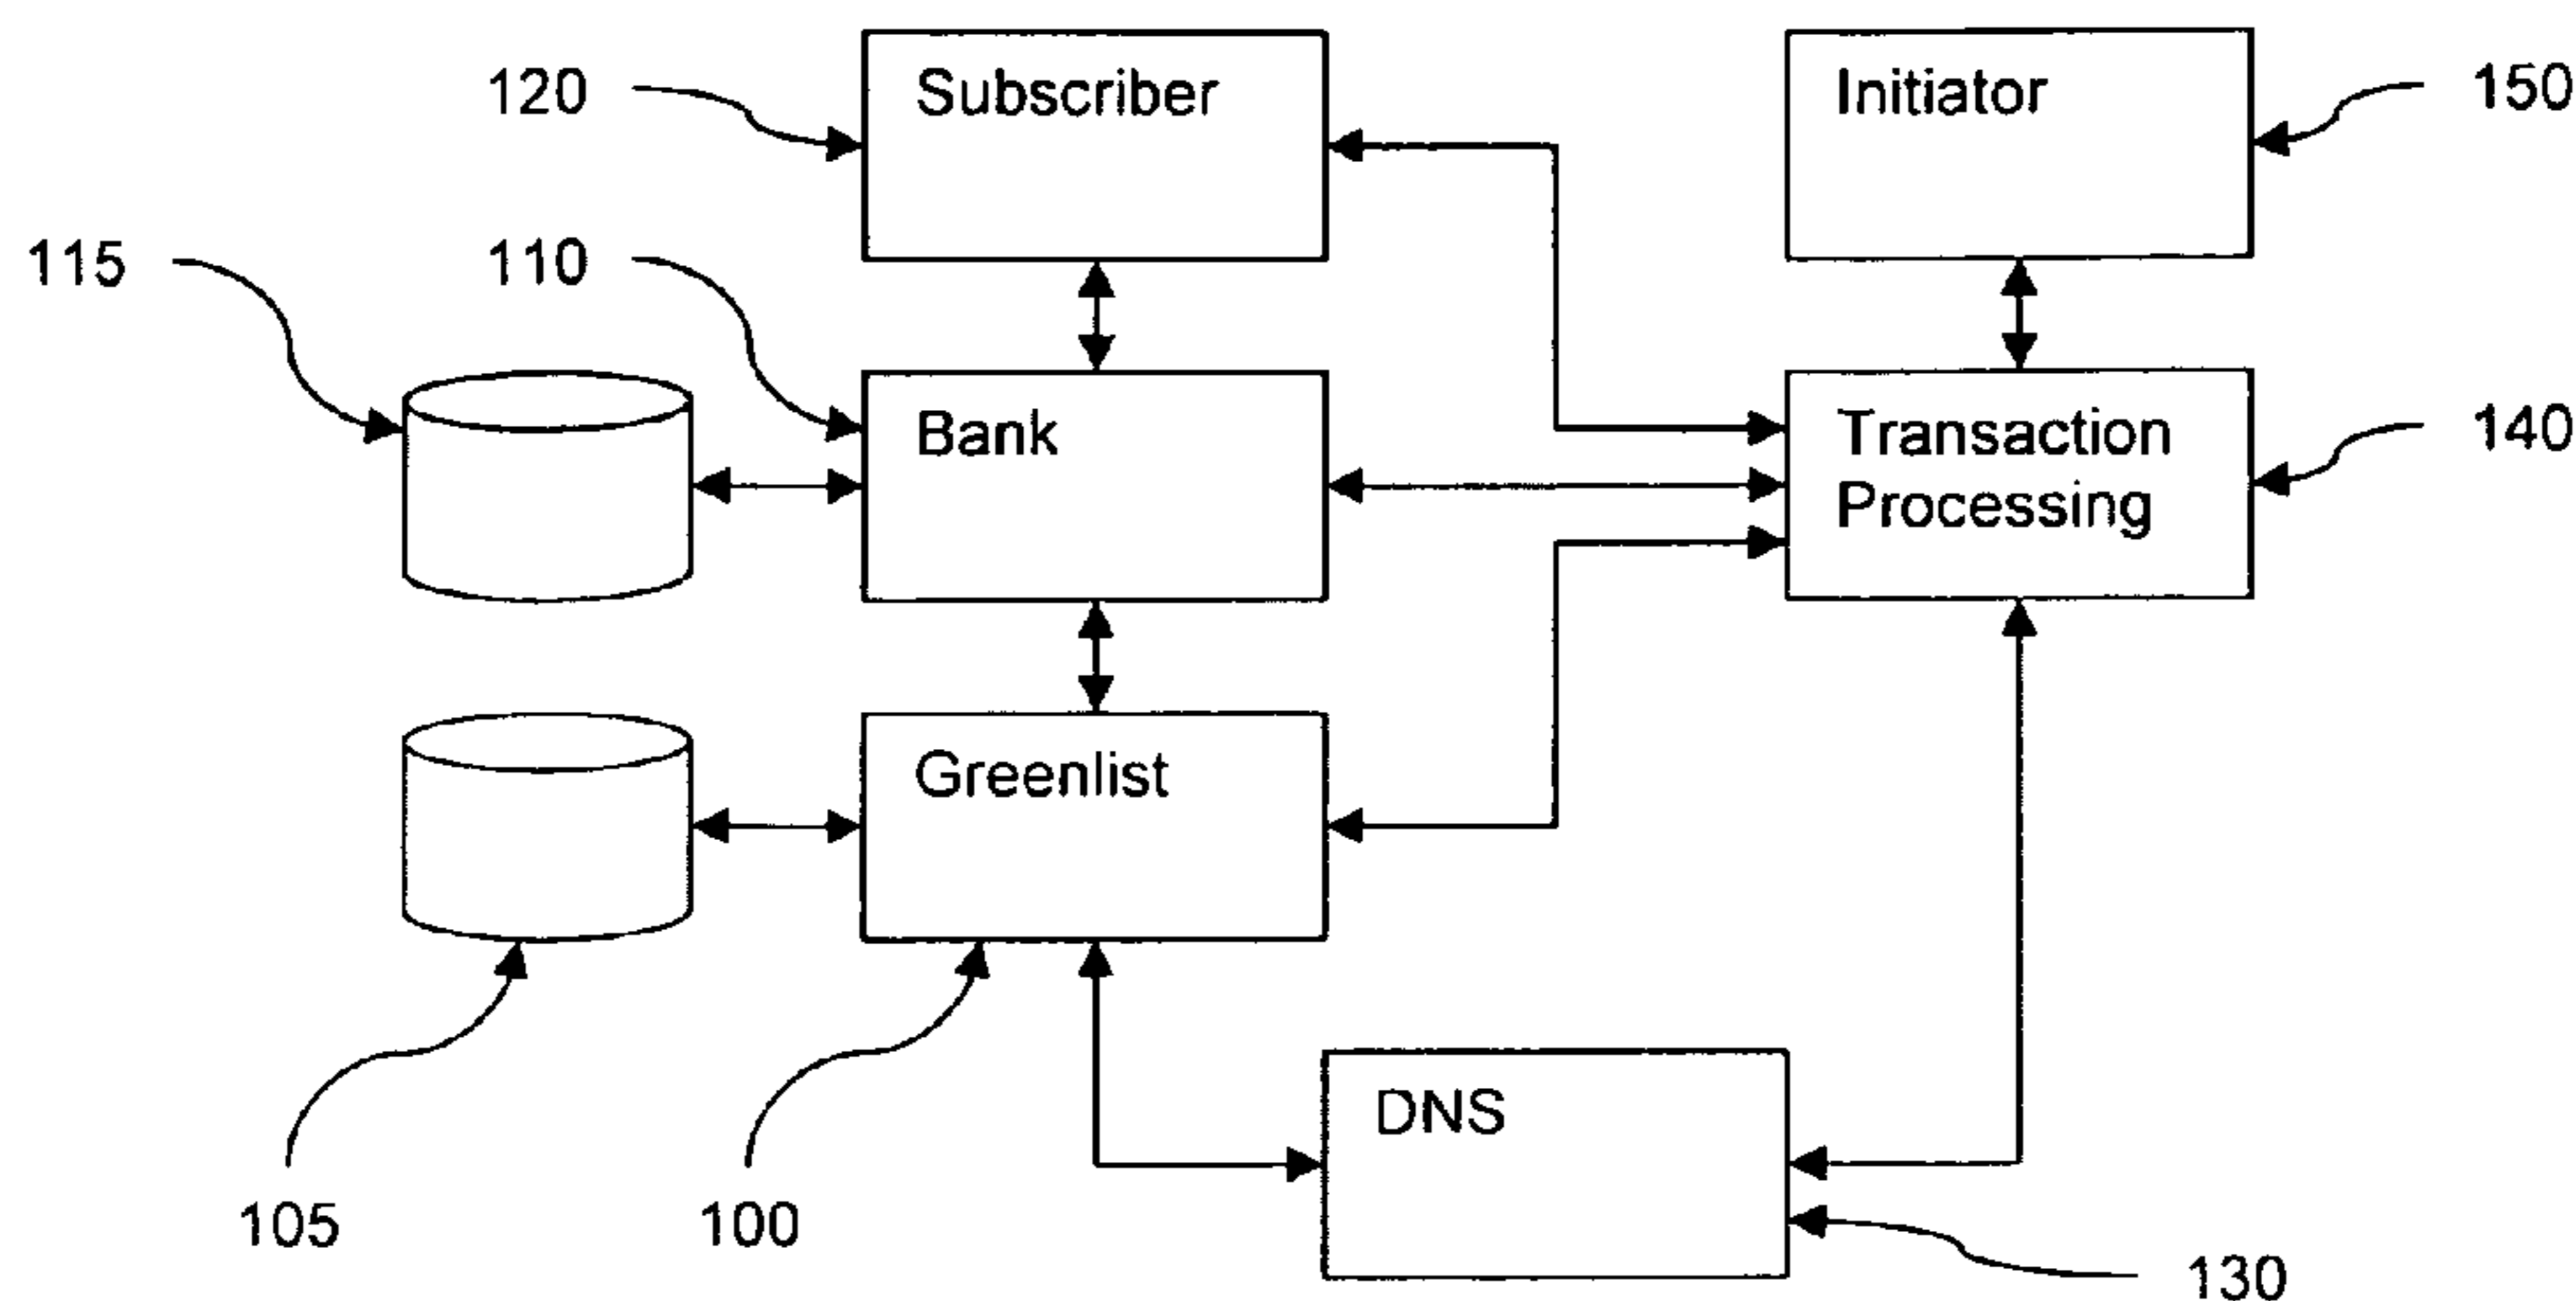 120
Subscriber
Initiator
150
115
110
Bank
Transaction
Processing
140
Greenlist
105
100
DNS
130